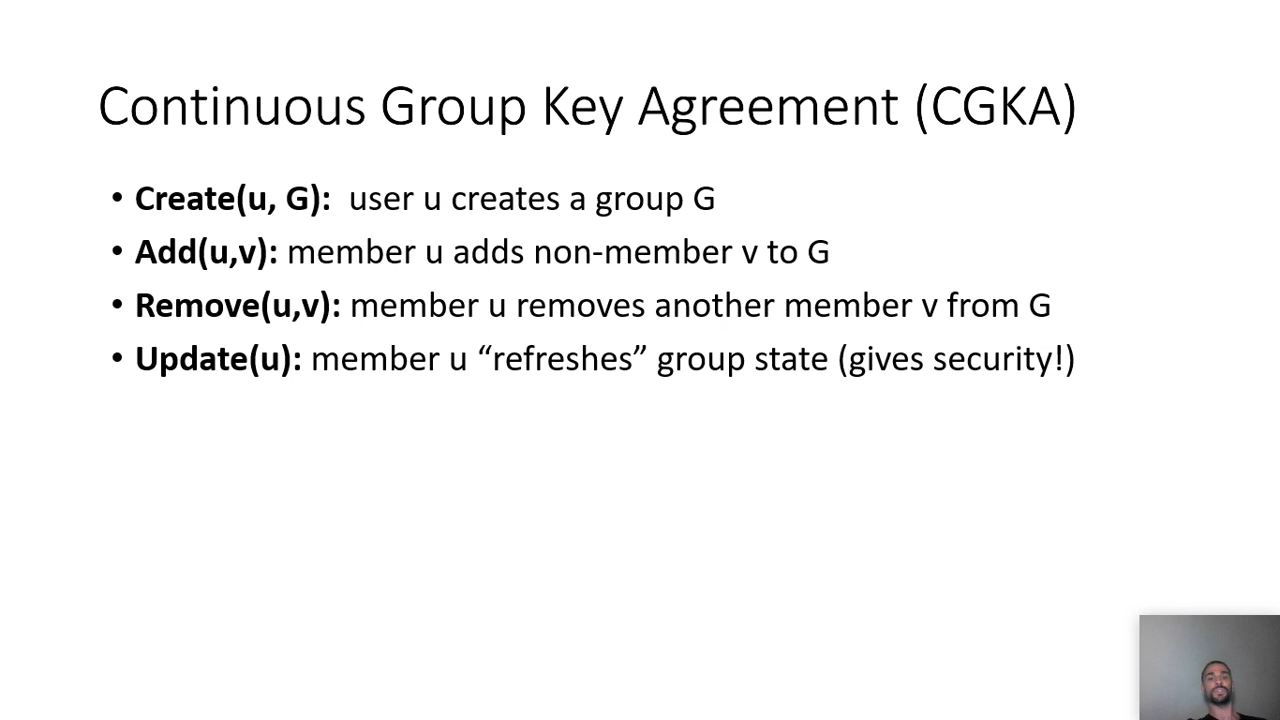 Continuous Group Key Agreement (CGKA)
• Create(u, G):  user u creates a group G
• Add(u,v): member u adds non-member v to G
• Remove(u,v): member u removes another member v from G
• Update(u): member u “refreshes” group state (gives security!)